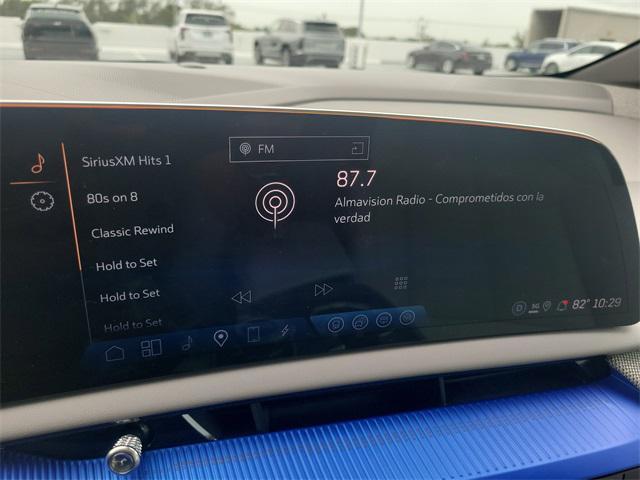 SiriusXM Hits 1
80s on 8
Classic Rewind
Hold to Set
Hold to Set
Hold to Set
FM
87.7
Almavision Radio - Comprometidos con la
verdad
D 5G 82° 10:29